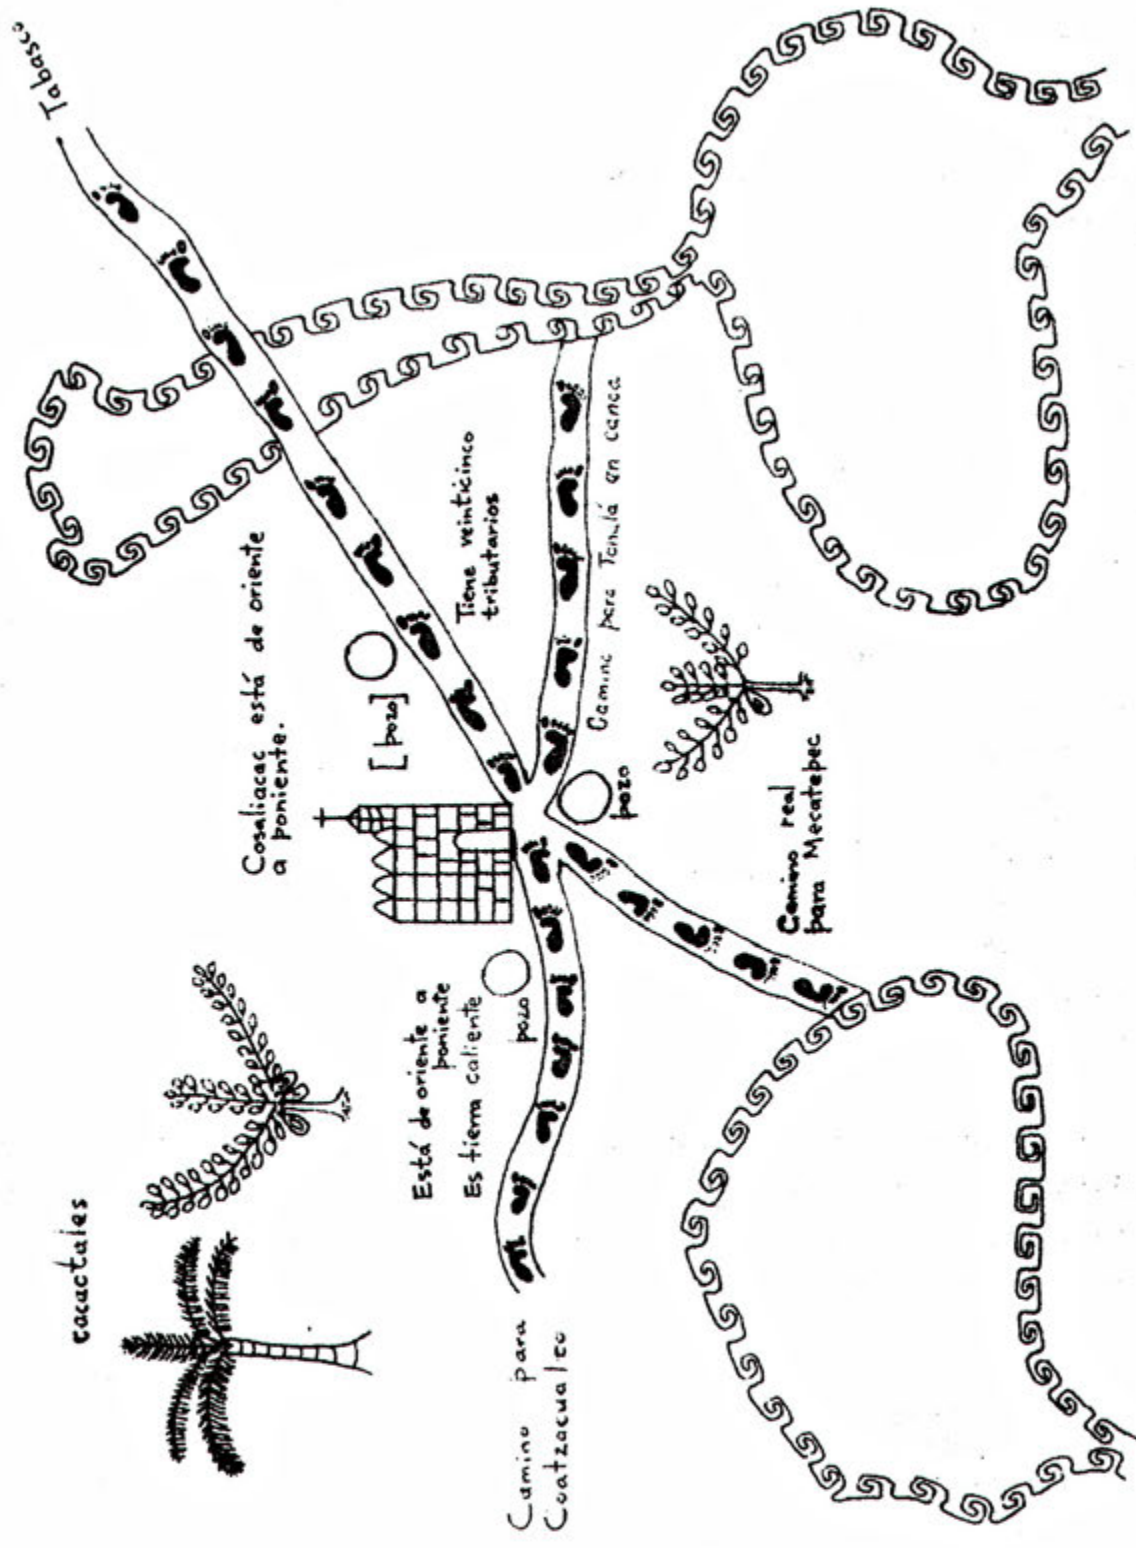 Tabasco
Cosaliacac está de oriente
a poniente.
[pozo]
Tiene veinticinco
tributarios
Camino para Tonalá en canoa
pozo
Camino real
para Mecatepec
cacactales
Está de oriente a
poniente
Es tierra caliente
pozo
Camino para
Coatzacualco